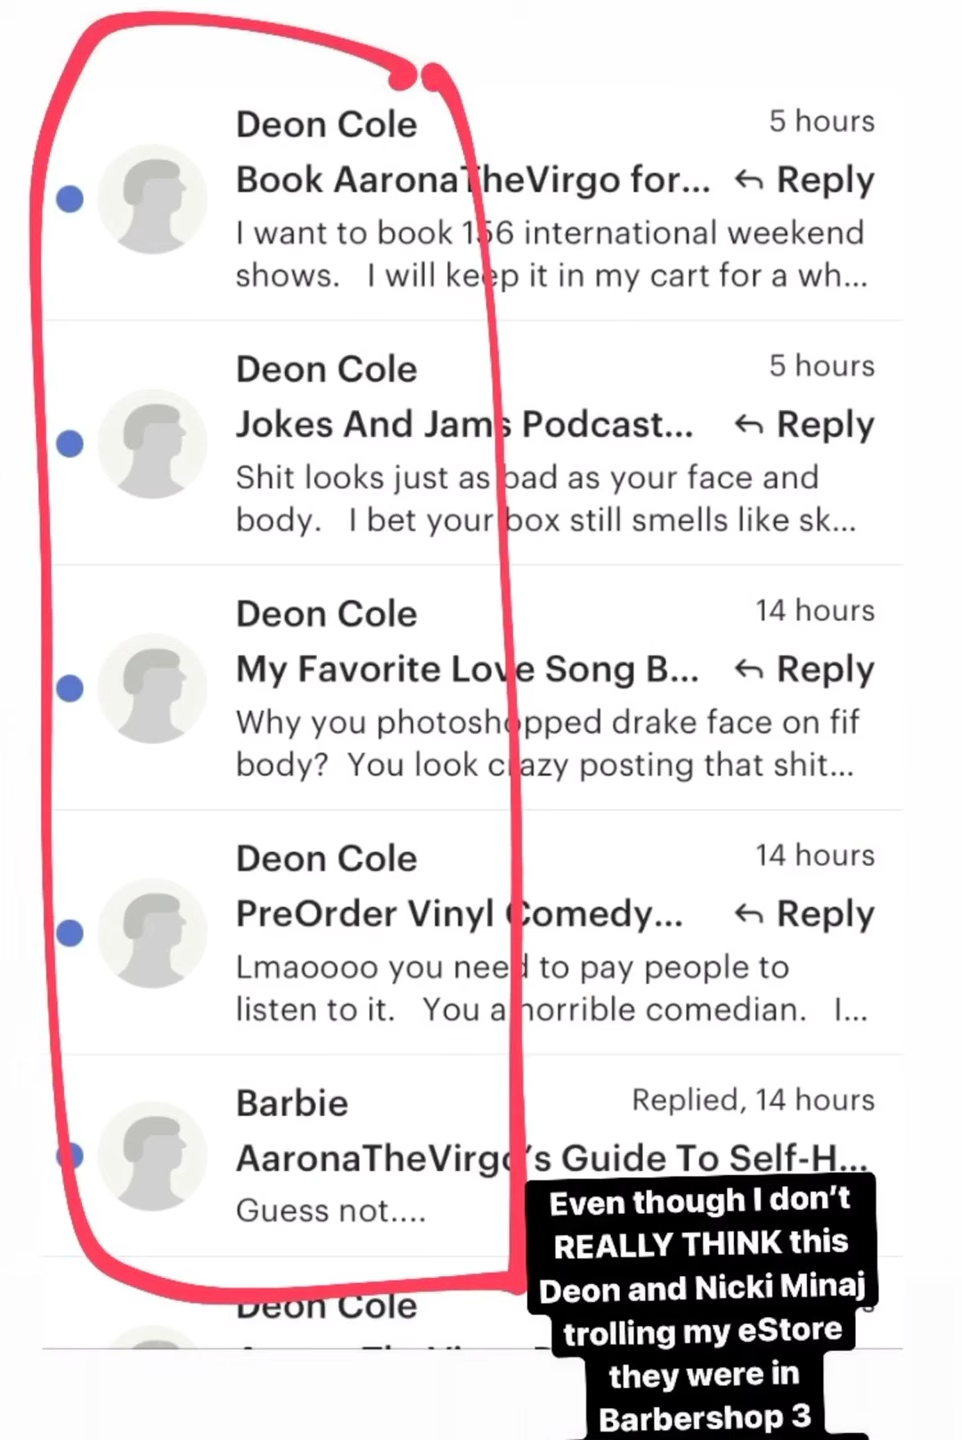 Deon Cole
5 hours
Book AaronaTheVirgo for...
Reply
I want to book 156 international weekend
shows. I will keep it in my cart for a wh...
Deon Cole
5 hours
Jokes And Jams Podcast...
Reply
Shit looks just as bad as your face and
body. I bet your box still smells like sk...
Deon Cole
14 hours
My Favorite Love Song B...
Reply
Why you photoshopped drake face on fif
body? You look crazy posting that shit...
Deon Cole
14 hours
PreOrder Vinyl Comedy...
Reply
Lmaoooo you need to pay people to
listen to it. You a horrible comedian. I...
Barbie
Replied, 14 hours
AaronaTheVirgo's Guide To Self-H...
Guess not....
Deon Cole
Even though I don't
REALLY THINK this
Deon and Nicki Minaj
trolling my eStore
they were in
Barbershop 3